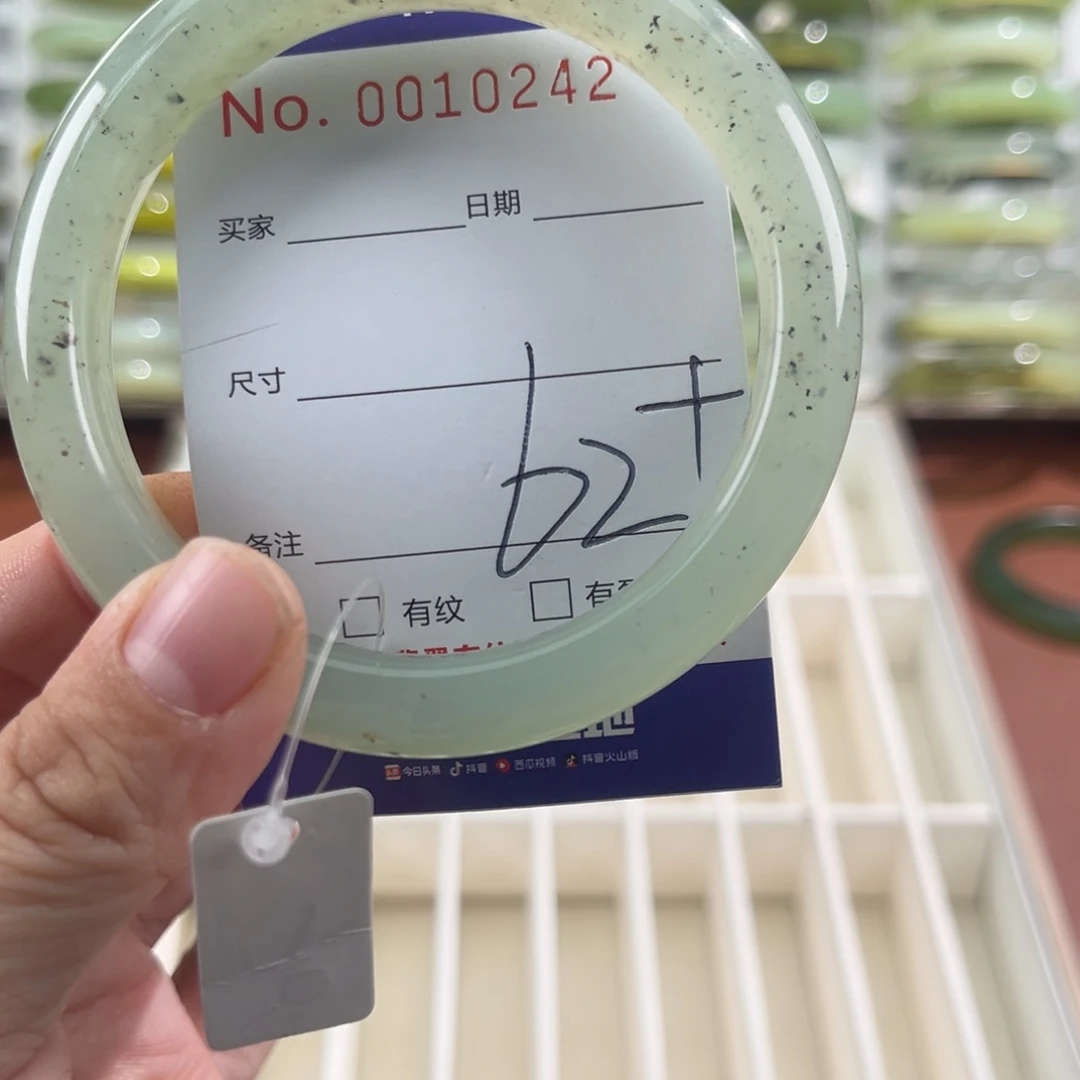 No. 0010242
买家 日期
尺寸
62+
备注
有纹 有
今日头条 抖音 西瓜视频 抖音火山版